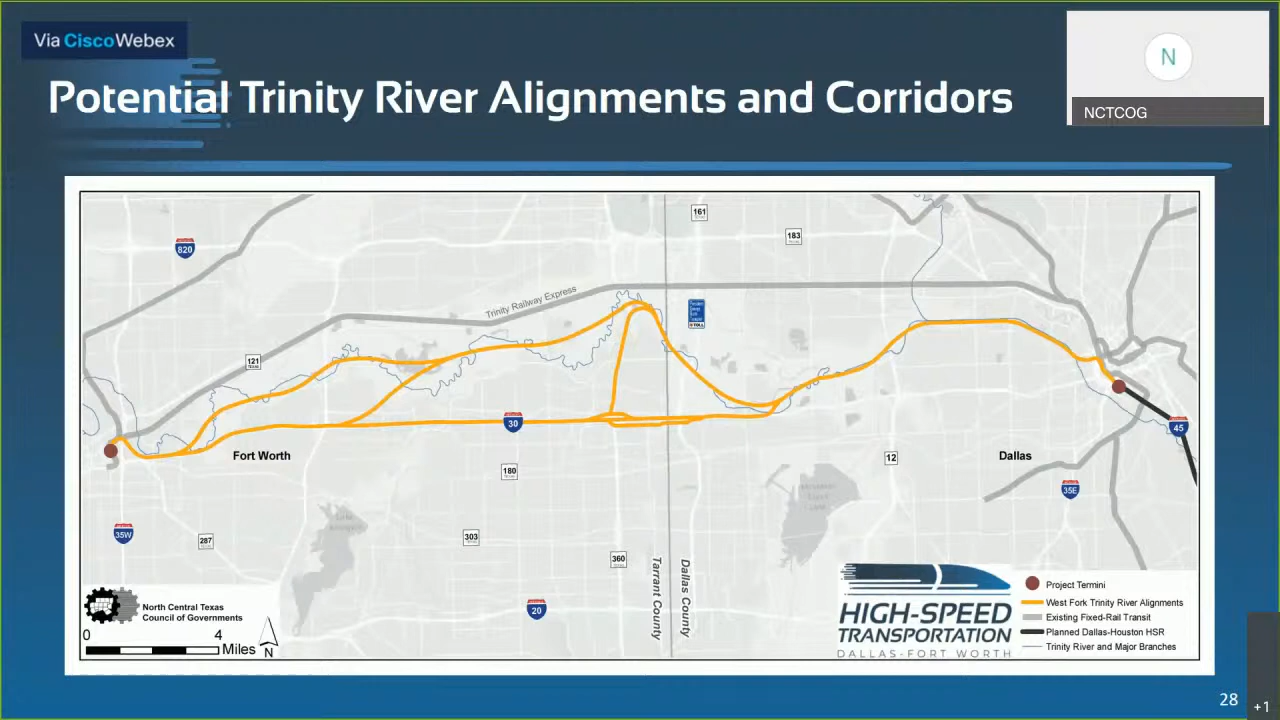 Via Cisco Webex
Potential Trinity River Alignments and Corridors
N
NCTCOG
161
183
820
Trinity Railway Express
121
30
45
Fort Worth
Dallas
180
12
35E
35W
287
303
360
Tarrant County
Dallas County
20
North Central Texas
Council of Governments
0 4
Miles
N
HIGH-SPEED
TRANSPORTATION
DALLAS-FORT WORTH
Project Termini
West Fork Trinity River Alignments
Existing Fixed-Rail Transit
Planned Dallas-Houston HSR
Trinity River and Major Branches
28
+1